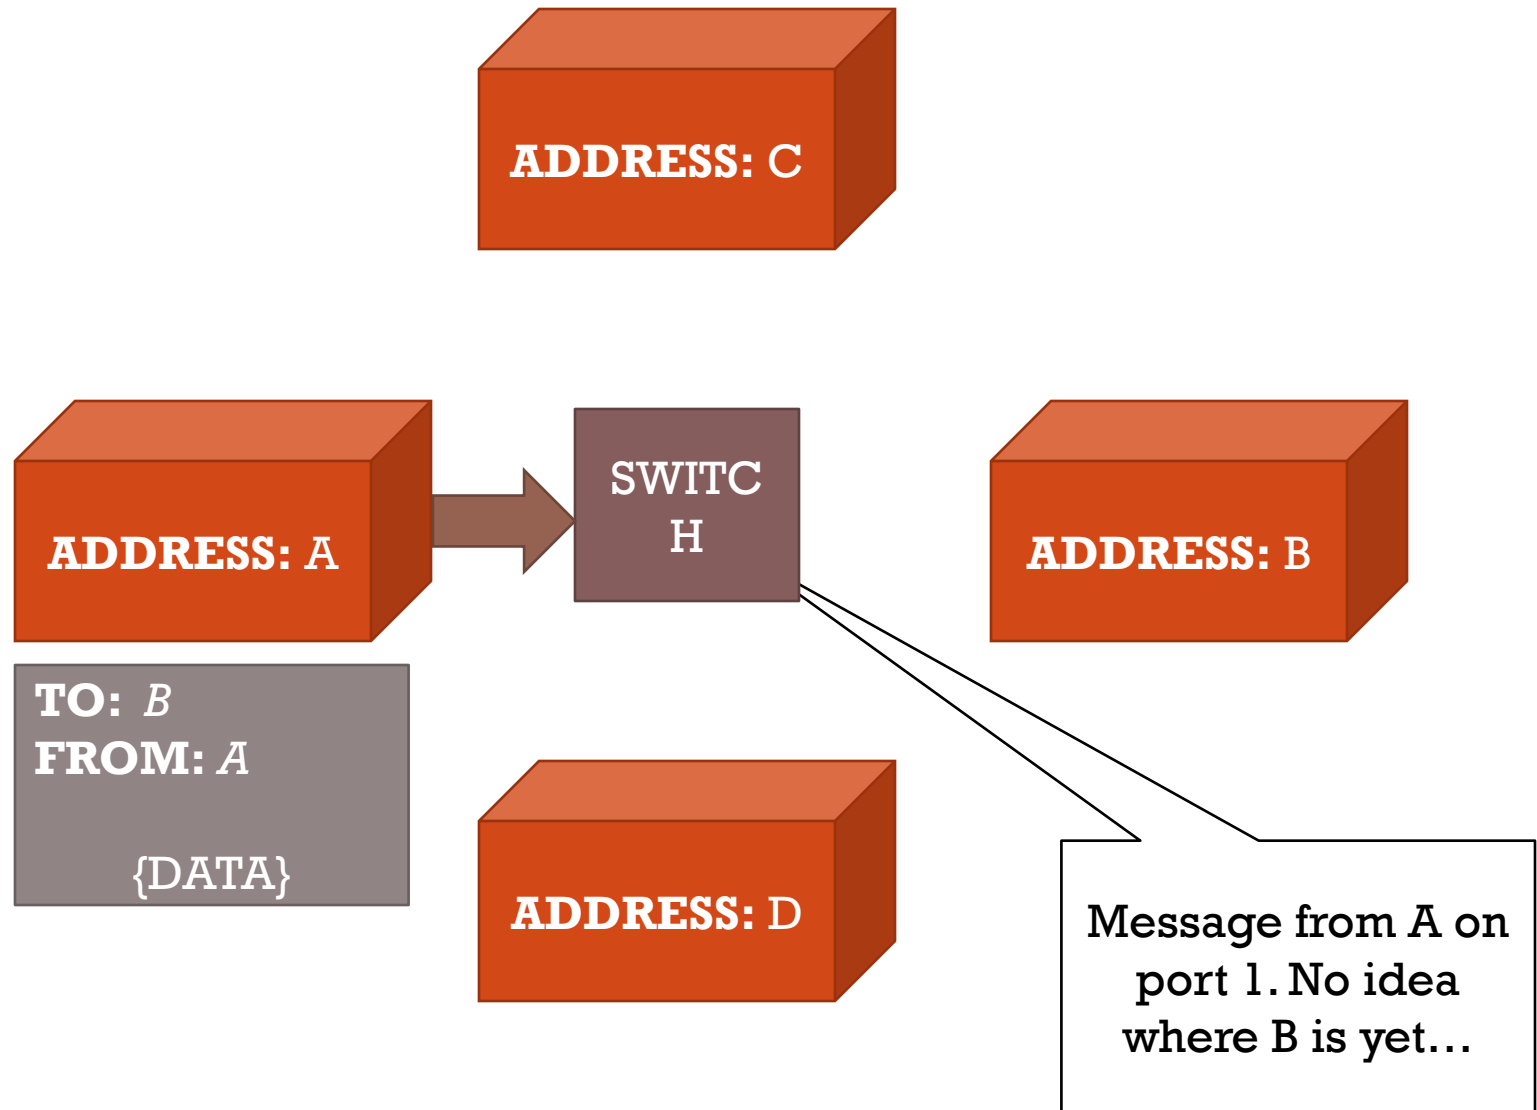 ADDRESS: C
ADDRESS: A
SWITC
H
ADDRESS: B
TO: B
FROM: A
{DATA}
ADDRESS: D
Message from A on
port 1. No idea
where B is yet…